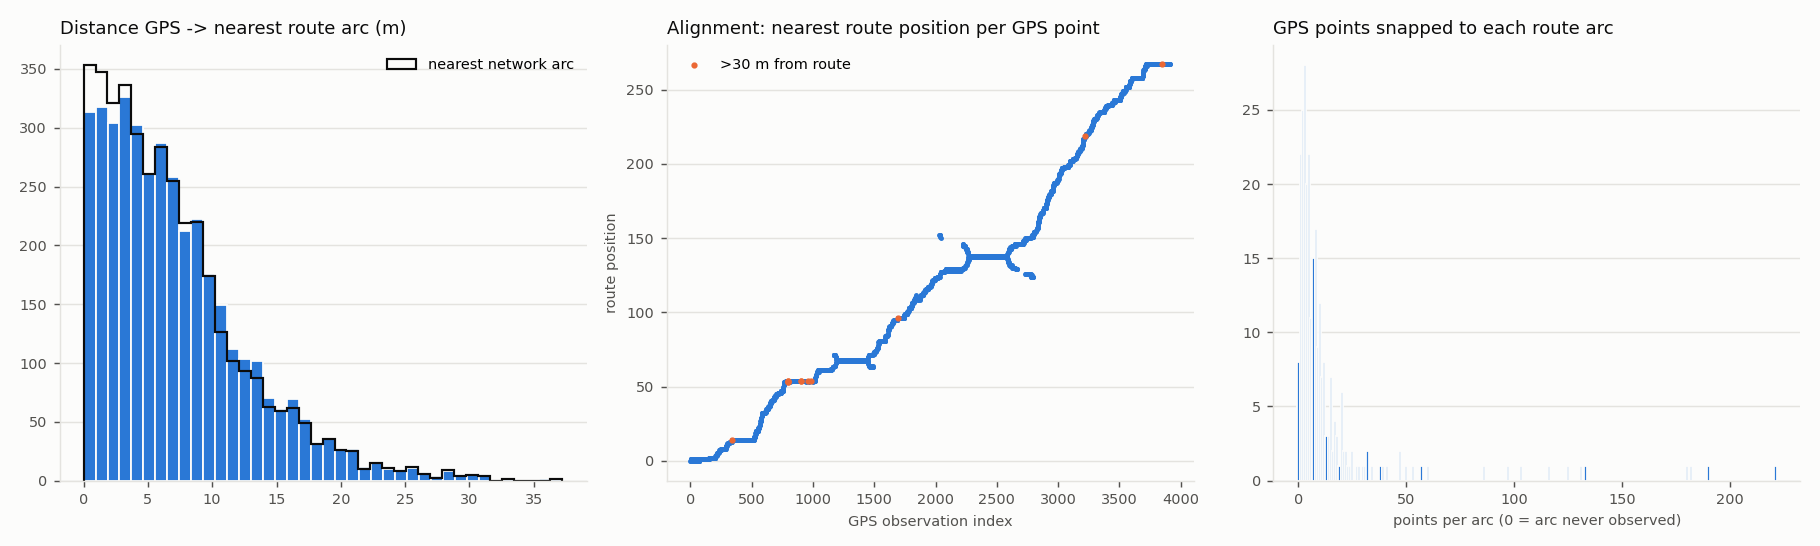 Distance GPS -> nearest route arc (m)
nearest network arc
350
300
250
200
150
100
50
0
0 5 10 15 20 25 30 35
Alignment: nearest route position per GPS point
>30 m from route
route position
250
200
150
100
50
0
0 500 1000 1500 2000 2500 3000 3500 4000
GPS observation index
GPS points snapped to each route arc
25
20
15
10
5
0
0 50 100 150 200
points per arc (0 = arc never observed)